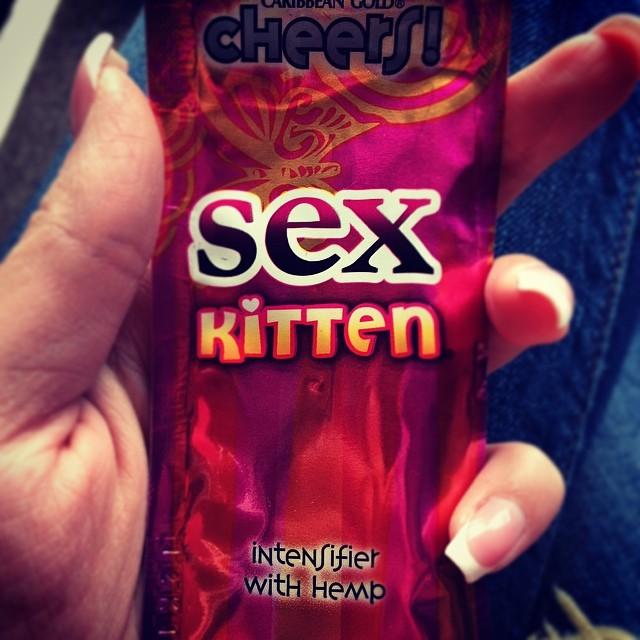 CARIBBEAN GOLD®
cheers!
sex
KiTTen
intensifier
with Hemp